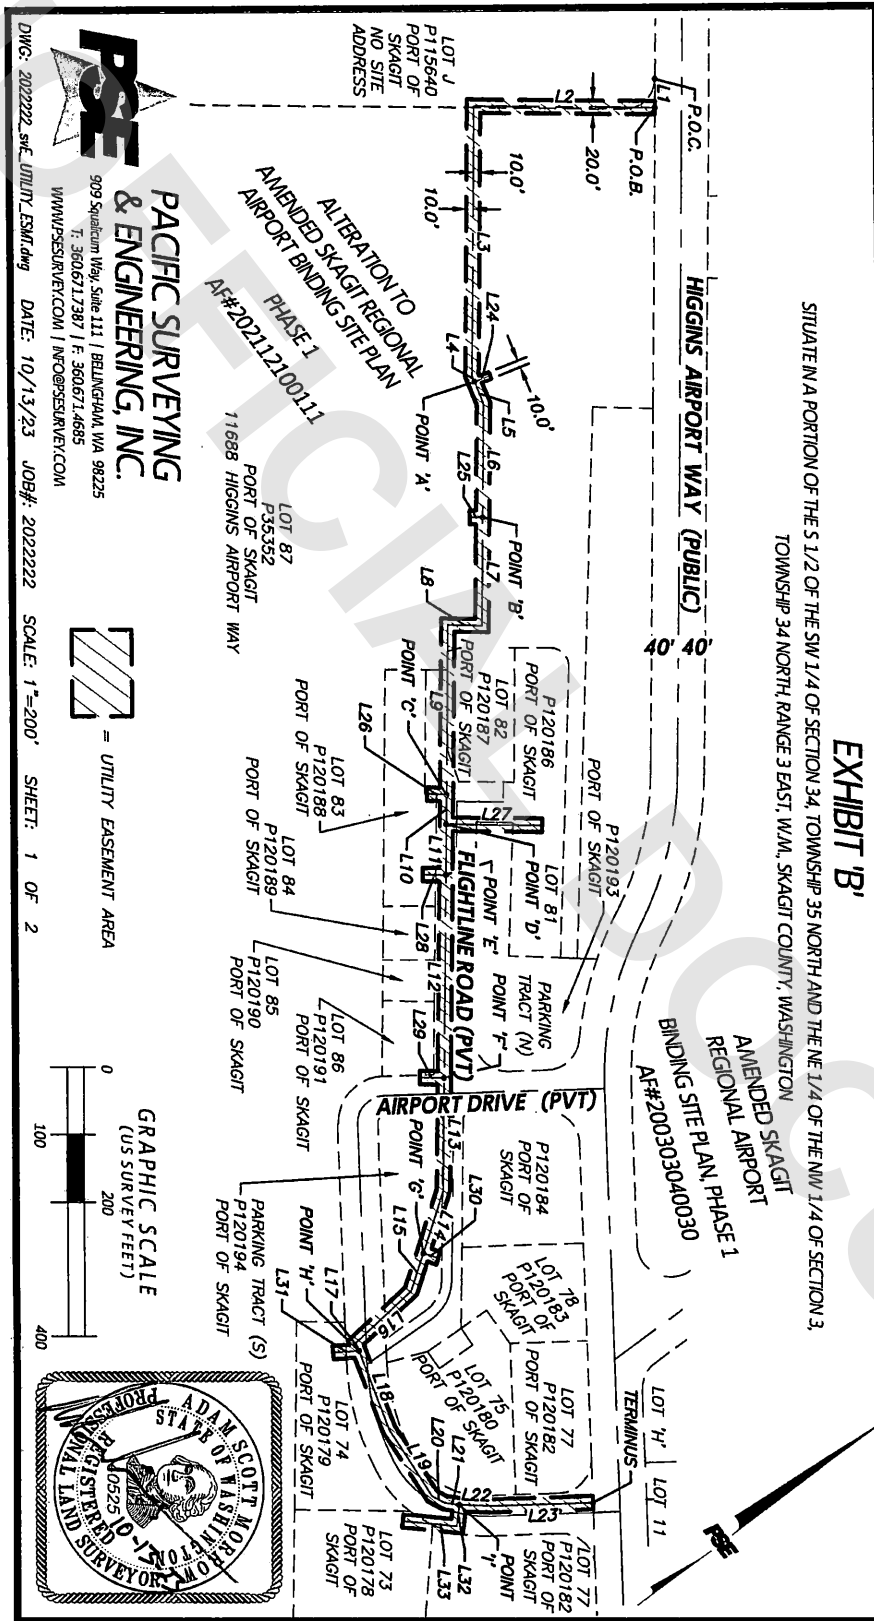 EXHIBIT 'B'
SITUATE IN A PORTION OF THE S 1/2 OF THE SW 1/4 OF SECTION 34, TOWNSHIP 35 NORTH AND THE NE 1/4 OF THE NW 1/4 OF SECTION 3,
TOWNSHIP 34 NORTH, RANGE 3 EAST, W.M., SKAGIT COUNTY, WASHINGTON
AMENDED SKAGIT
REGIONAL AIRPORT
BINDING SITE PLAN, PHASE 1
AF#200303040030
HIGGINS AIRPORT WAY (PUBLIC)
40' 40'
P.O.C.
L1
P.O.B.
L2
20.0'
LOT J
P115640
PORT OF
SKAGIT
NO SITE
ADDRESS
10.0'
10.0'
L3
L24
10.0'
L4
L5
POINT 'A'
L6
L25
POINT 'B'
L7
L8
ALTERATION TO
AMENDED SKAGIT REGIONAL
AIRPORT BINDING SITE PLAN
PHASE 1
AF#202112100111
LOT 87
P35352
PORT OF SKAGIT
11688 HIGGINS AIRPORT WAY
P120186
PORT OF SKAGIT
LOT 82
P120187
PORT OF SKAGIT
L9
POINT 'C'
L26
P120193
PORT OF SKAGIT
LOT 81
POINT 'D'
L27
L10
L11
FLIGHTLINE ROAD (PVT)
POINT 'E'
L28
LOT 83
P120188
PORT OF SKAGIT
LOT 84
P120189
PORT OF SKAGIT
LOT 85
P120190
PORT OF SKAGIT
LOT 86
P120191
PORT OF SKAGIT
PARKING
TRACT (N)
POINT 'F'
L12
L29
AIRPORT DRIVE (PVT)
L13
P120184
PORT OF
SKAGIT
POINT 'G'
L30
L14
L15
L16
L17
POINT 'H'
L31
PARKING TRACT (S)
P120194
PORT OF SKAGIT
LOT 78
P120183
PORT OF
SKAGIT
LOT 75
P120180
PORT OF SKAGIT
LOT 77
P120182
PORT OF SKAGIT
L18
L19
L20
L21
L22
L23
TERMINUS
LOT 'H'
LOT 11
LOT 74
P120179
PORT OF SKAGIT
LOT 77
P120182
PORT OF
SKAGIT
POINT
'I'
L32
L33
LOT 73
P120178
PORT OF
SKAGIT
PSE
PSE
PACIFIC SURVEYING
& ENGINEERING, INC.
909 Squalicum Way, Suite 111 | BELLINGHAM, WA 98225
T: 360.671.7387 | F: 360.671.4685
WWW.PSESURVEY.COM | INFO@PSESURVEY.COM
= UTILITY EASEMENT AREA
GRAPHIC SCALE
(US SURVEY FEET)
0 100 200 400
ADAM SCOTT MORROW
STATE OF WASHINGTON
REGISTERED
PROFESSIONAL LAND SURVEYOR
DWG: 2022222_svE_UTILITY_ESMT.dwg DATE: 10/13/23 JOB#: 2022222 SCALE: 1"=200' SHEET: 1 OF 2